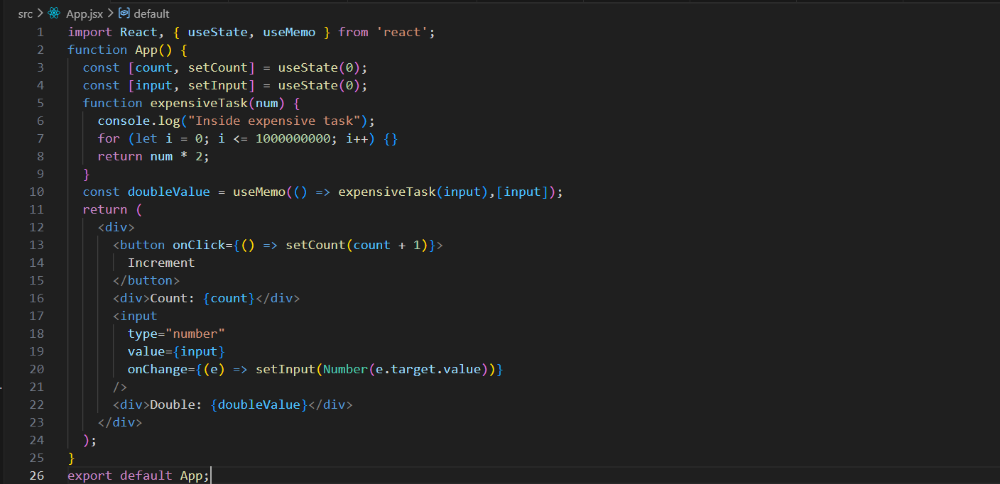 src > App.jsx > default
1 import React, { useState, useMemo } from 'react';
2 function App() {
3   const [count, setCount] = useState(0);
4   const [input, setInput] = useState(0);
5   function expensiveTask(num) {
6     console.log("Inside expensive task");
7     for (let i = 0; i <= 1000000000; i++) {}
8     return num * 2;
9   }
10   const doubleValue = useMemo(() => expensiveTask(input),[input]);
11   return (
12     <div>
13       <button onClick={() => setCount(count + 1)}>
14         Increment
15       </button>
16       <div>Count: {count}</div>
17       <input
18         type="number"
19         value={input}
20         onChange={(e) => setInput(Number(e.target.value))}
21       />
22       <div>Double: {doubleValue}</div>
23     </div>
24   );
25 }
26 export default App;